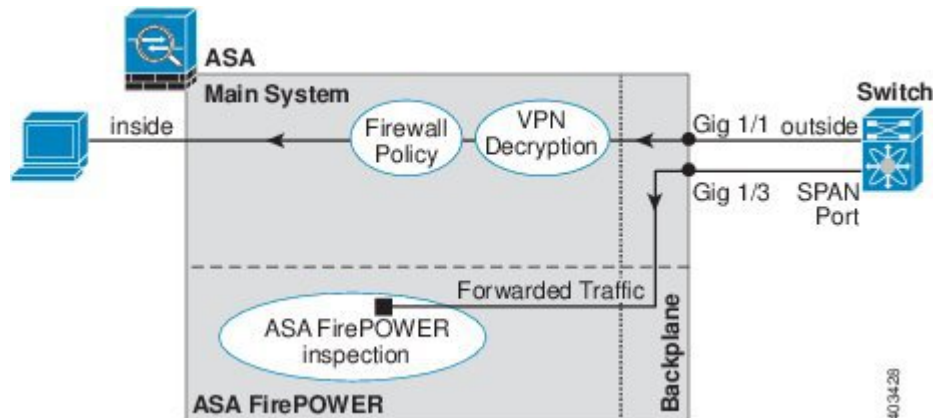 ASA
Main System
Switch
inside
Firewall
Policy
VPN
Decryption
Gig 1/1
outside
Gig 1/3
SPAN
Port
Forwarded Traffic
ASA FirePOWER
inspection
Backplane
ASA FirePOWER
403428